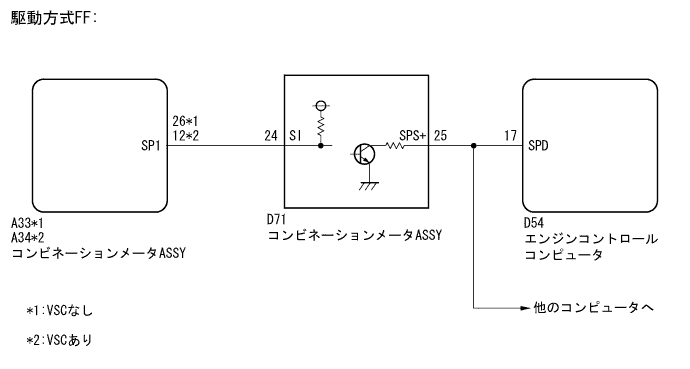 駆動方式FF:
26*1
12*2
SP1
24
SI
SPS+
25
17
SPD
A33*1
A34*2
コンビネーションメータASSY
D71
コンビネーションメータASSY
D54
エンジンコントロール
コンピュータ
他のコンピュータへ
*1:VSCなし
*2:VSCあり